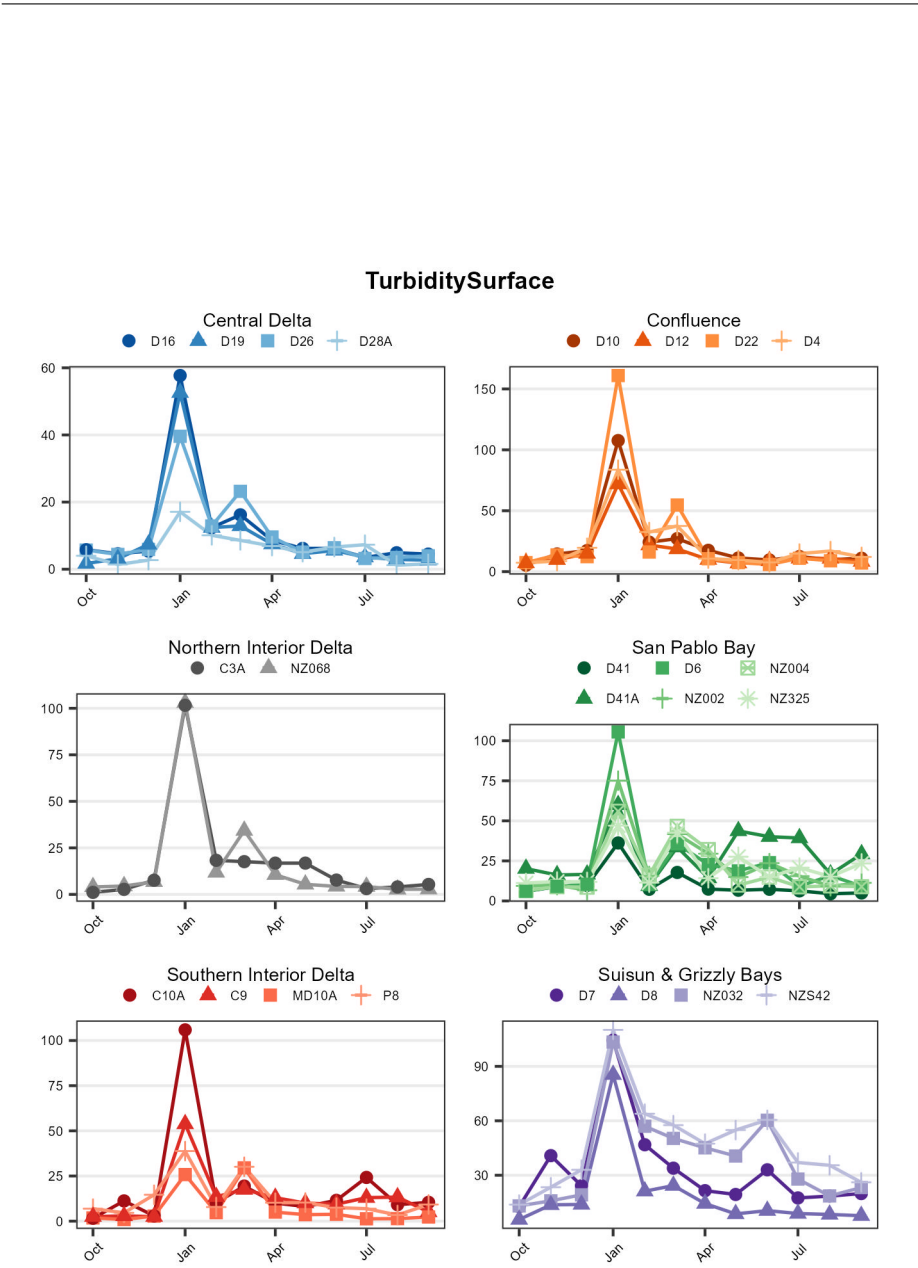 TurbiditySurface
Central Delta
D16 D19 D26 D28A
60
40
20
0
Oct Jan Apr Jul
Confluence
D10 D12 D22 D4
150
100
50
0
Oct Jan Apr Jul
Northern Interior Delta
C3A NZ068
100
75
50
25
0
Oct Jan Apr Jul
San Pablo Bay
D41 D6 NZ004
D41A NZ002 NZ325
100
75
50
25
0
Oct Jan Apr Jul
Southern Interior Delta
C10A C9 MD10A P8
100
75
50
25
0
Oct Jan Apr Jul
Suisun & Grizzly Bays
D7 D8 NZ032 NZS42
90
60
30
Oct Jan Apr Jul